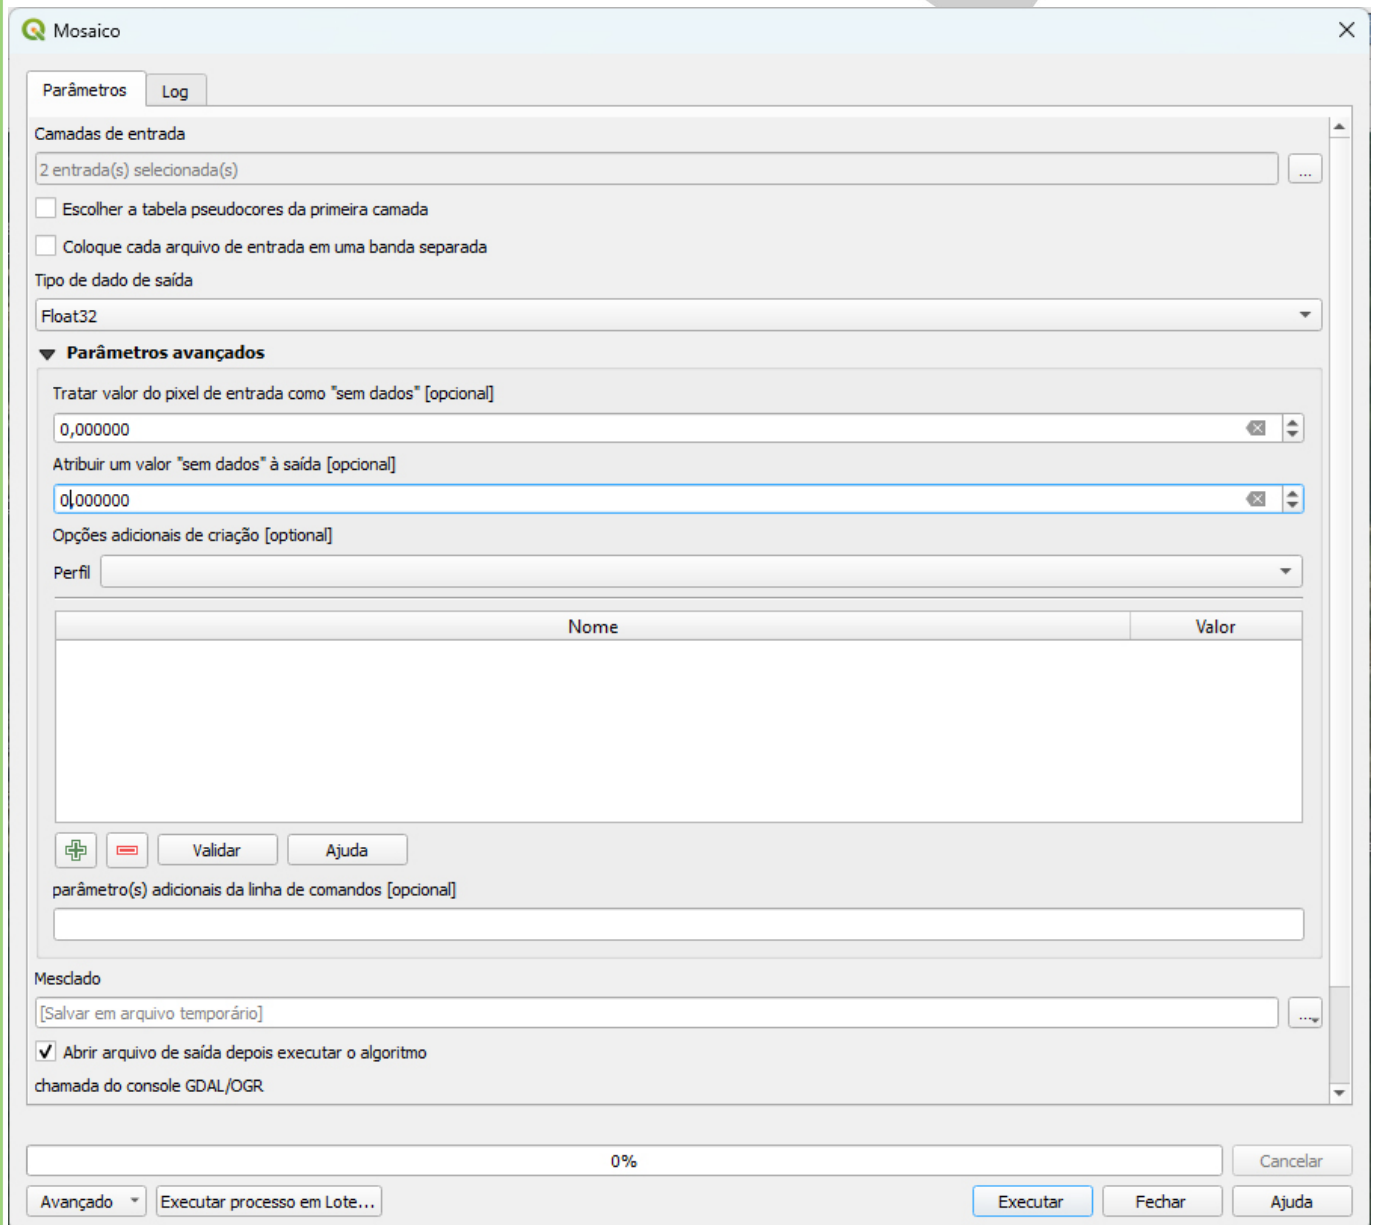 Mosaico
Parâmetros
Log
Camadas de entrada
2 entrada(s) selecionada(s)
...
Escolher a tabela pseudocores da primeira camada
Coloque cada arquivo de entrada em uma banda separada
Tipo de dado de saída
Float32
Parâmetros avançados
Tratar valor do pixel de entrada como "sem dados" [opcional]
0,000000
Atribuir um valor "sem dados" à saída [opcional]
0,000000
Opções adicionais de criação [optional]
Perfil
Nome Valor
Validar Ajuda
parâmetro(s) adicionais da linha de comandos [opcional]
Mesclado
[Salvar em arquivo temporário]
...
Abrir arquivo de saída depois executar o algoritmo
chamada do console GDAL/OGR
0%
Cancelar
Avançado Executar processo em Lote... Executar Fechar Ajuda